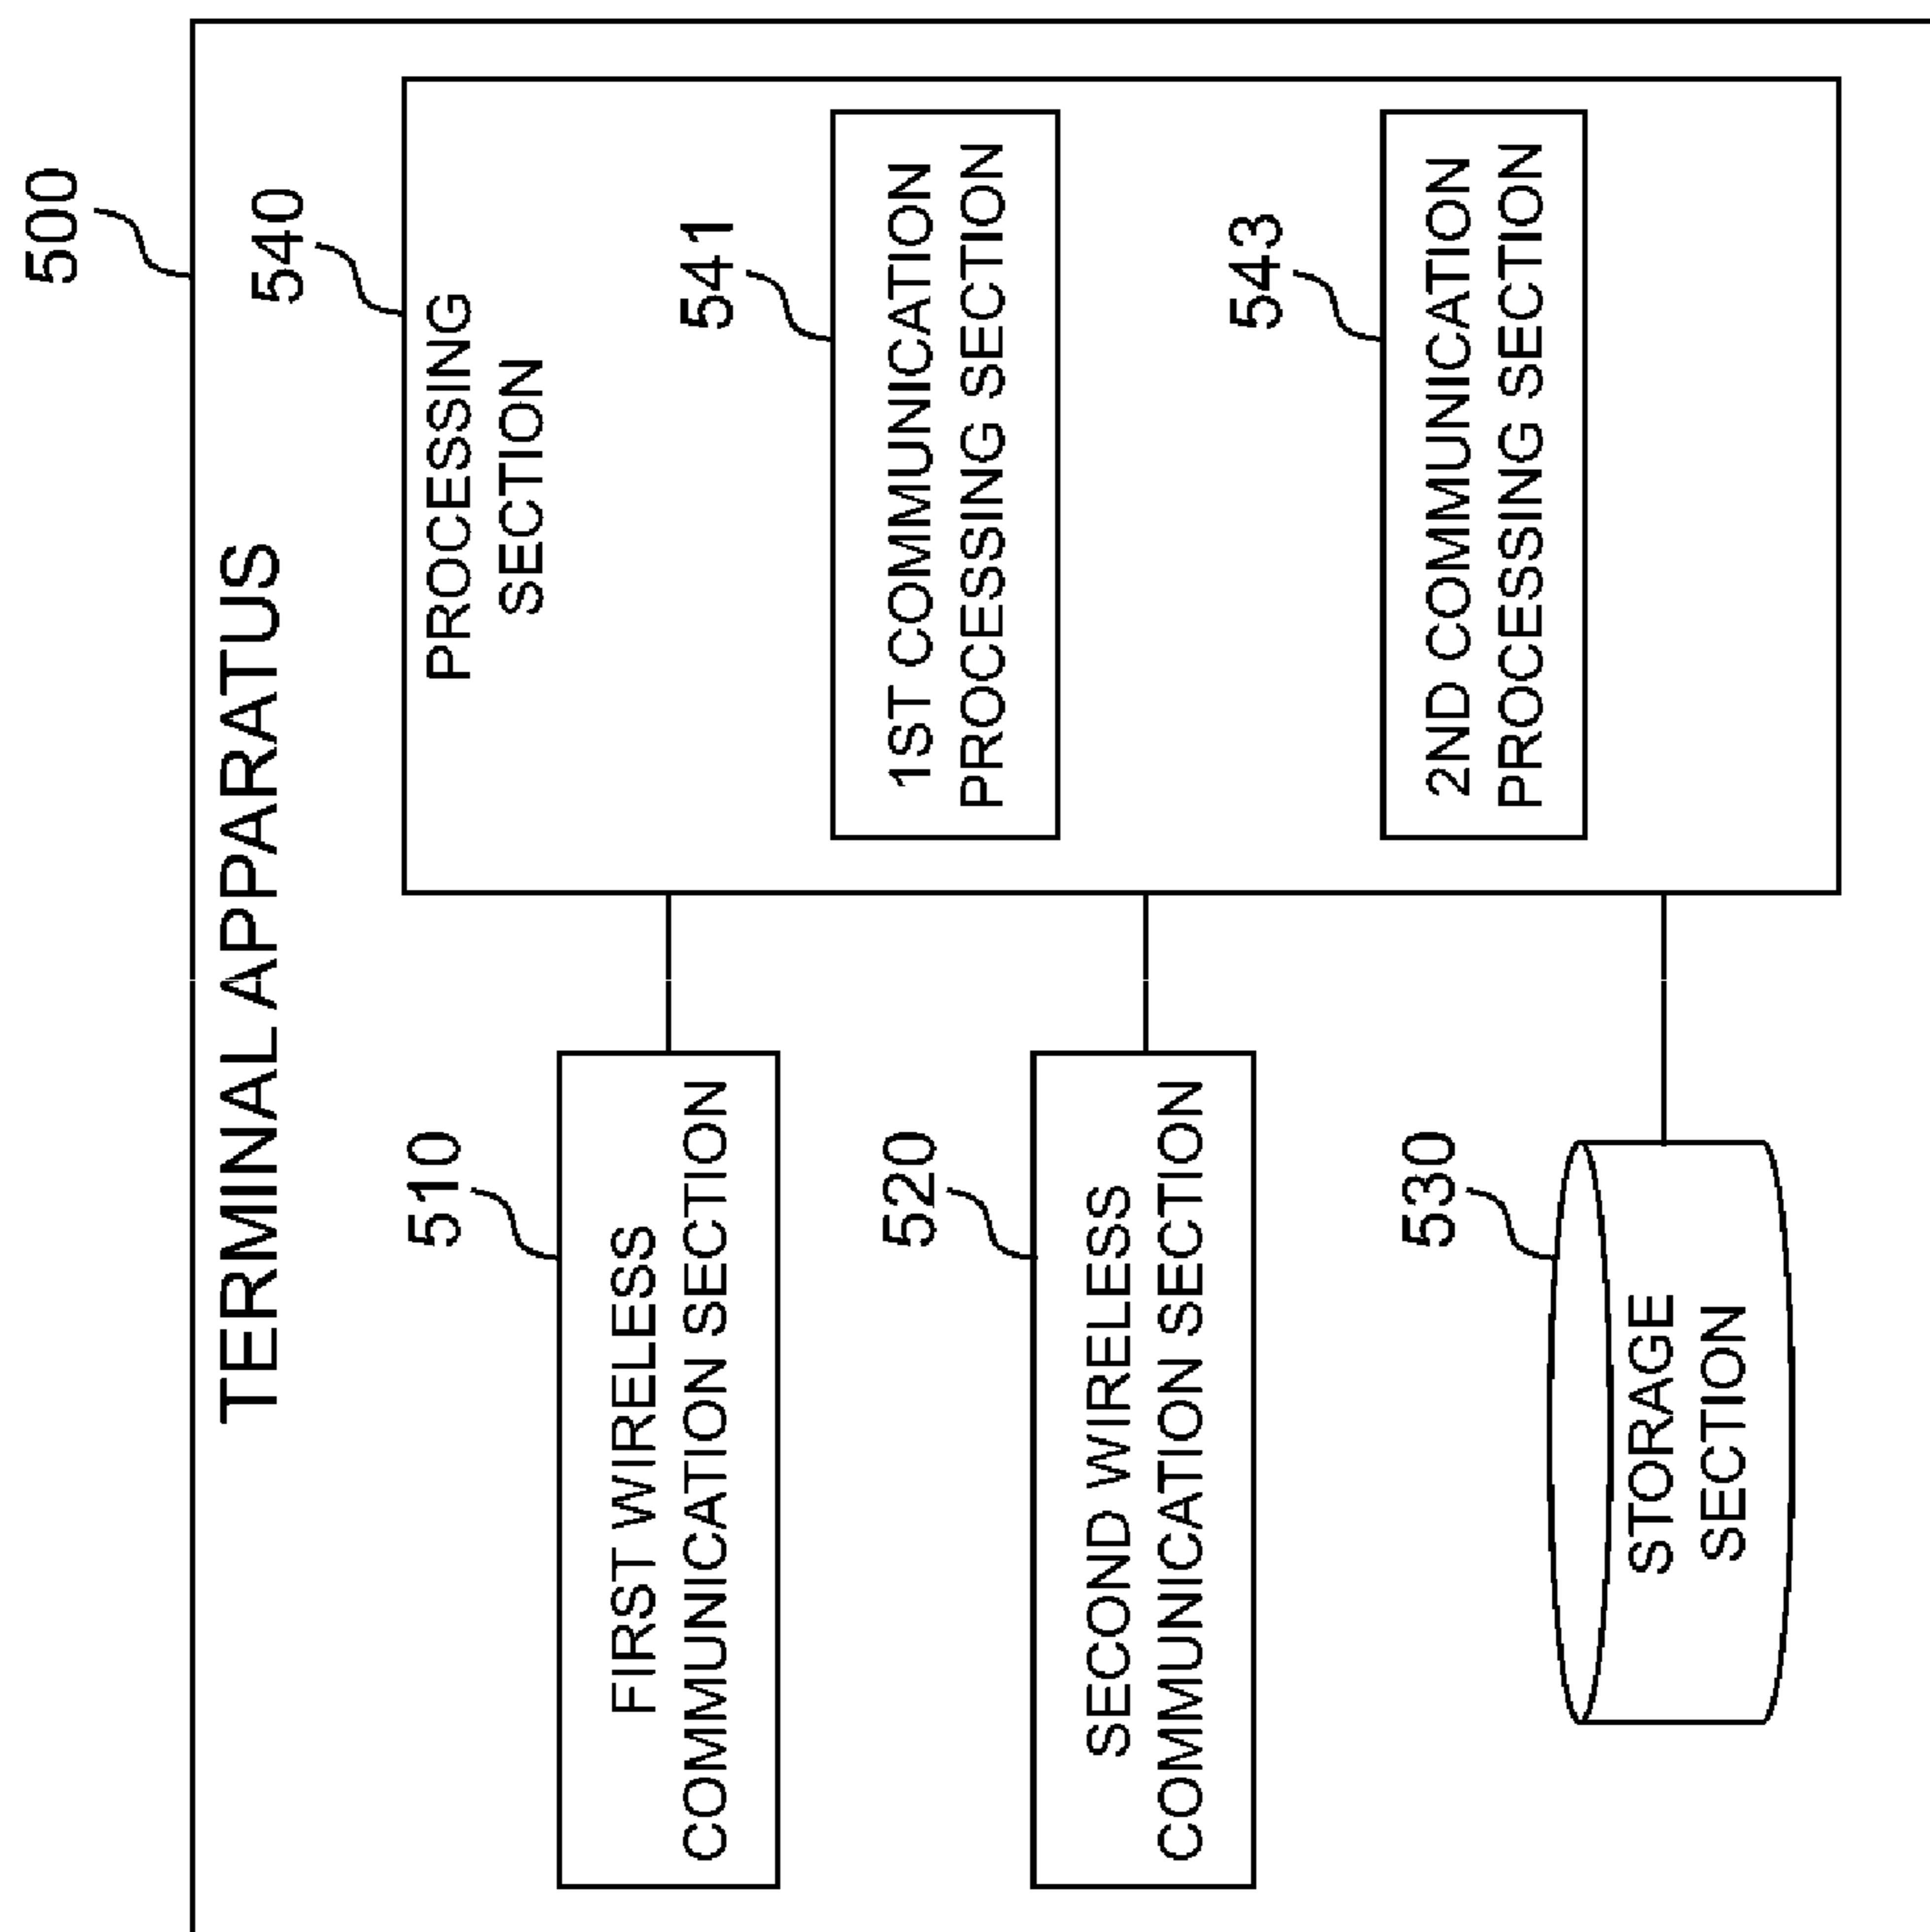 500
TERMINAL APPARATUS
540
PROCESSING
SECTION
510
FIRST WIRELESS
COMMUNICATION SECTION
541
1ST COMMUNICATION
PROCESSING SECTION
520
SECOND WIRELESS
COMMUNICATION SECTION
543
2ND COMMUNICATION
PROCESSING SECTION
530
STORAGE
SECTION